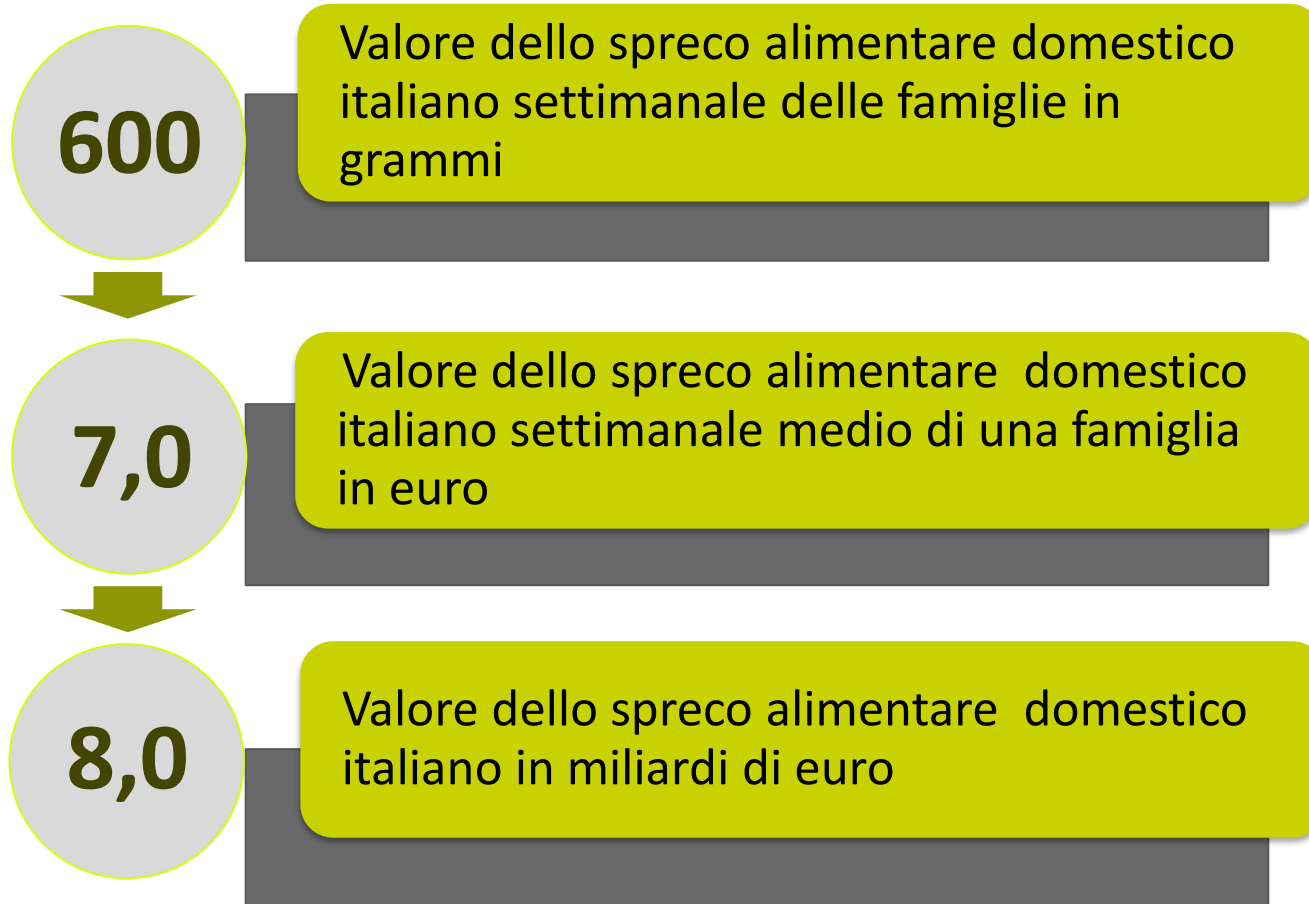 600
Valore dello spreco alimentare domestico
italiano settimanale delle famiglie in
grammi
7,0
Valore dello spreco alimentare  domestico
italiano settimanale medio di una famiglia
in euro
8,0
Valore dello spreco alimentare  domestico
italiano in miliardi di euro